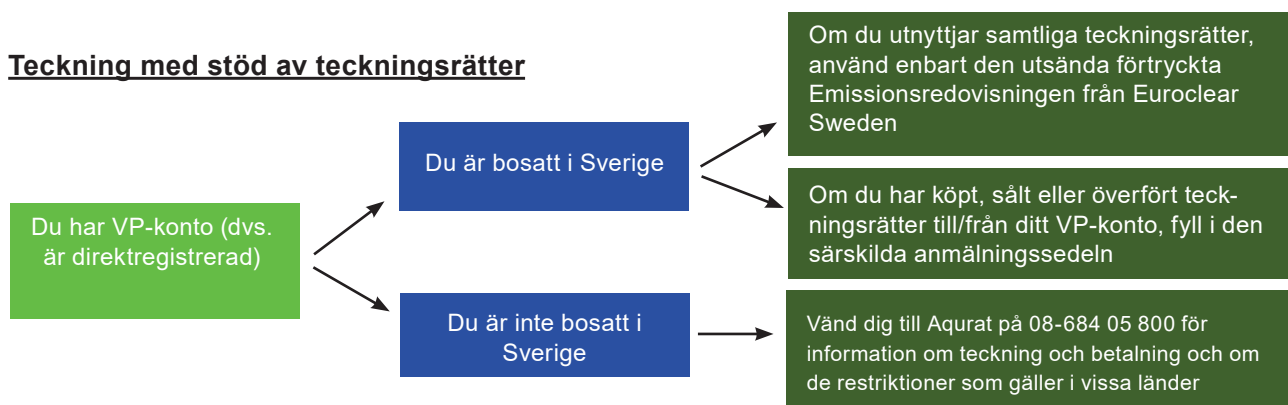 Teckning med stöd av teckningsrätter
Du har VP-konto (dvs.
är direktregistrerad)
Du är bosatt i Sverige
Om du utnyttjar samtliga teckningsrätter,
använd enbart den utsända förtryckta
Emissionsredovisningen från Euroclear
Sweden
Om du har köpt, sålt eller överfört teck-
ningsrätter till/från ditt VP-konto, fyll i den
särskilda anmälningssedeln
Du är inte bosatt i
Sverige
Vänd dig till Aqurat på 08-684 05 800 för
information om teckning och betalning och om
de restriktioner som gäller i vissa länder